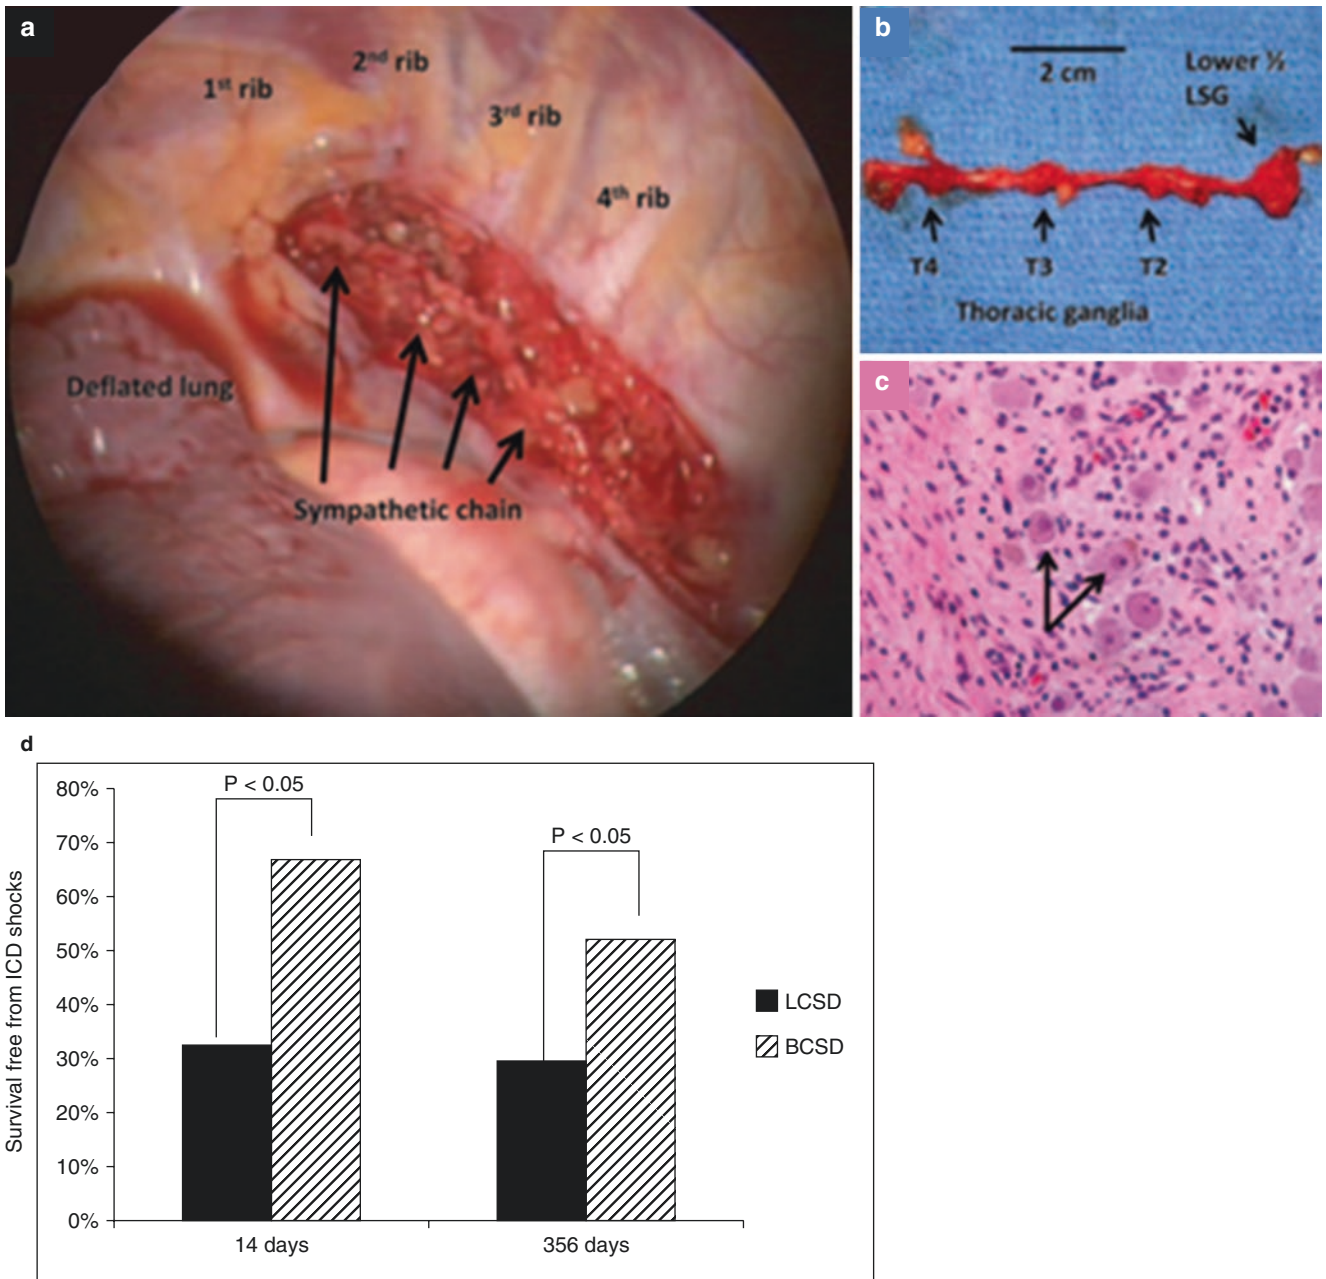 a
1st rib
2nd rib
3rd rib
4th rib
Deflated lung
Sympathetic chain
b
2 cm
Lower ½
LSG
T4
T3
T2
Thoracic ganglia
c
d
Survival free from ICD shocks
80%
70%
60%
50%
40%
30%
20%
10%
0%
P < 0.05
P < 0.05
14 days
356 days
LCSD
BCSD